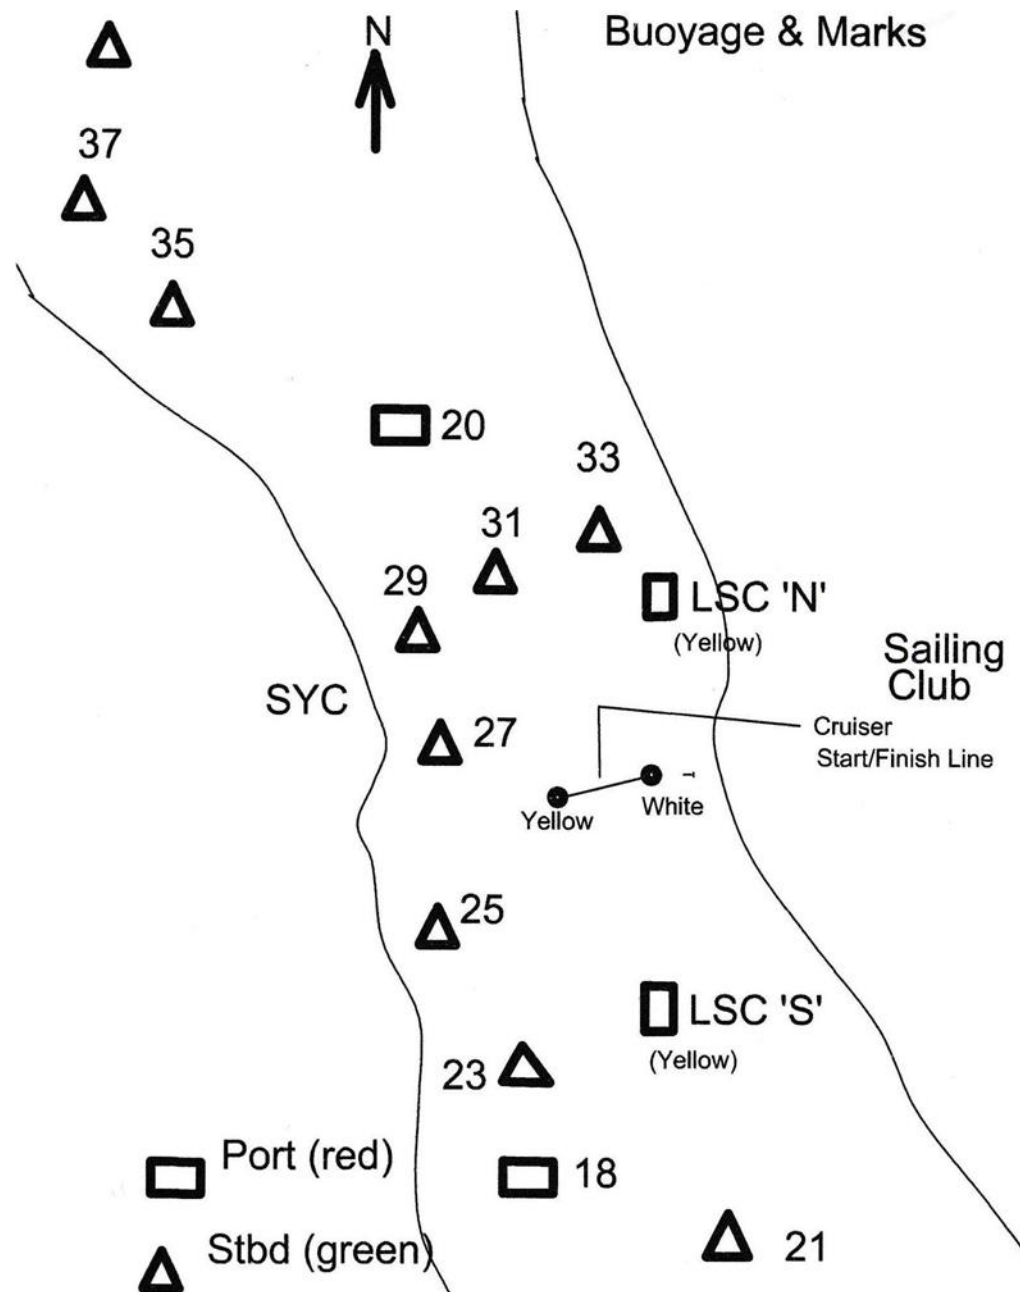 N
Buoyage & Marks
37
35
20
33
31
29
LSC 'N'
(Yellow)
Sailing
Club
SYC
27
Cruiser
Start/Finish Line
White
Yellow
25
LSC 'S'
(Yellow)
23
Port (red)
18
Stbd (green)
21